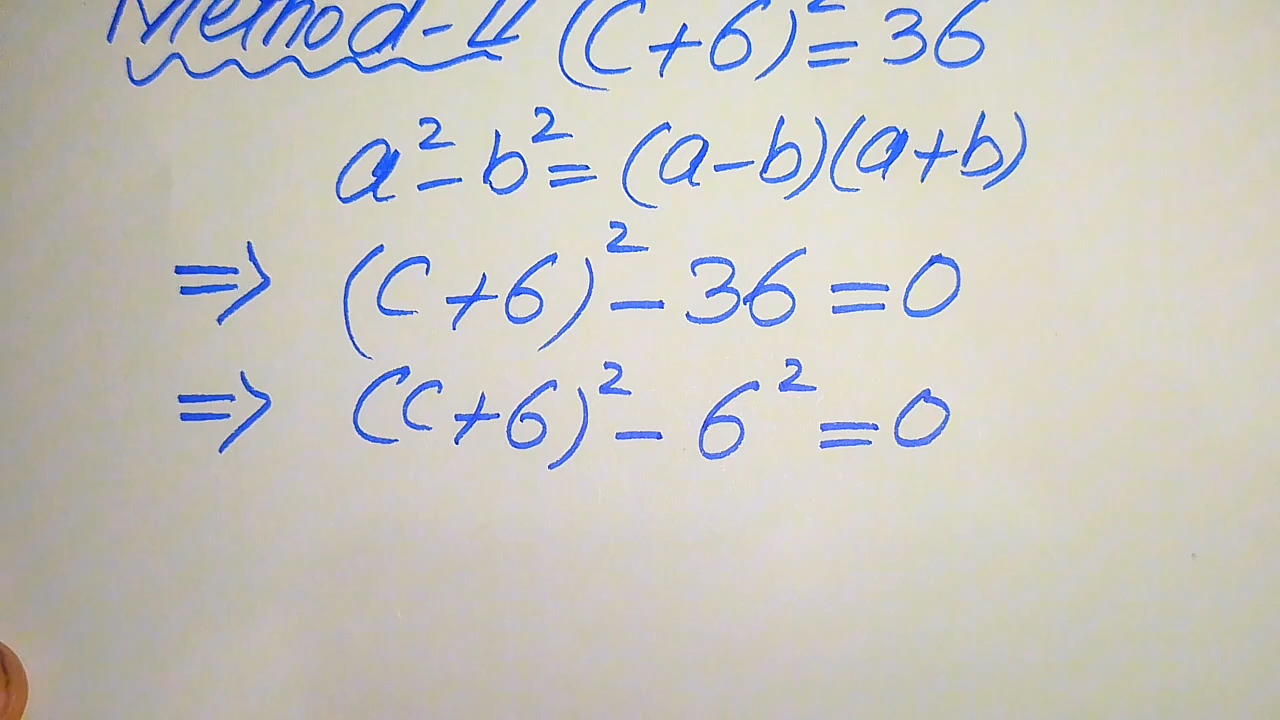 Method-II (C+6)²=36
a²-b²=(a-b)(a+b)
=> (C+6)²-36=0
=> (C+6)²-6²=0